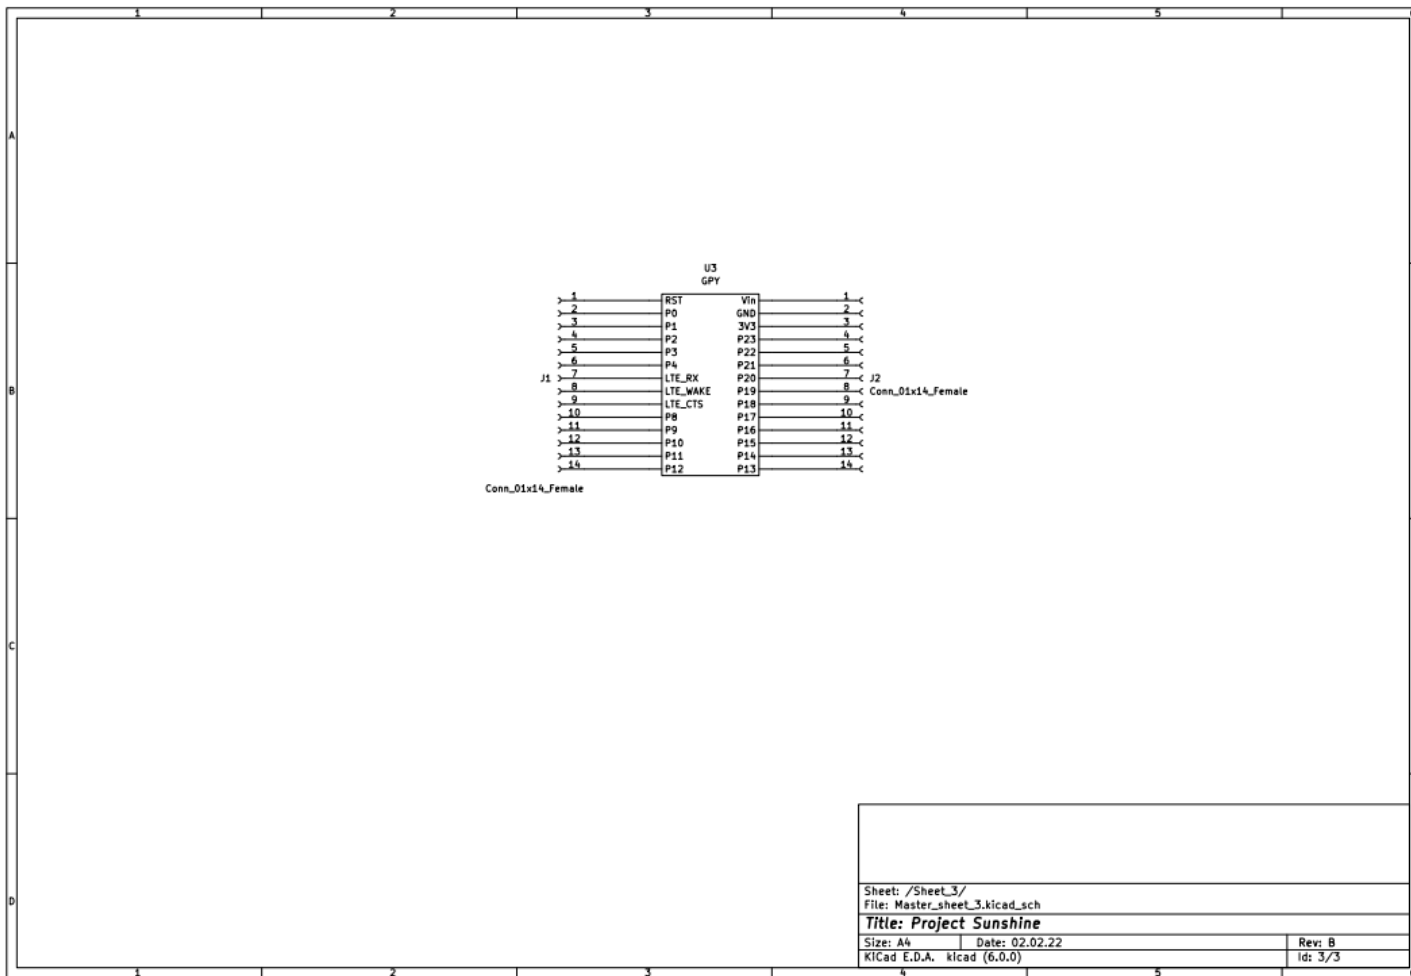 1 2 3 4 5
A
B
C
D
U3
GPY
1 RST Vin 1
2 P0 GND 2
3 P1 3V3 3
4 P2 P23 4
5 P3 P22 5
6 P4 P21 6
J1 7 LTE_RX P20 7 J2
8 LTE_WAKE P19 8 Conn_01x14_Female
9 LTE_CTS P18 9
10 P8 P17 10
11 P9 P16 11
12 P10 P15 12
13 P11 P14 13
14 P12 P13 14
Conn_01x14_Female
Sheet: /Sheet_3/
File: Master_sheet_3.kicad_sch
Title: Project Sunshine
Size: A4 Date: 02.02.22 Rev: B
KiCad E.D.A. kicad (6.0.0) Id: 3/3
1 2 3 4 5